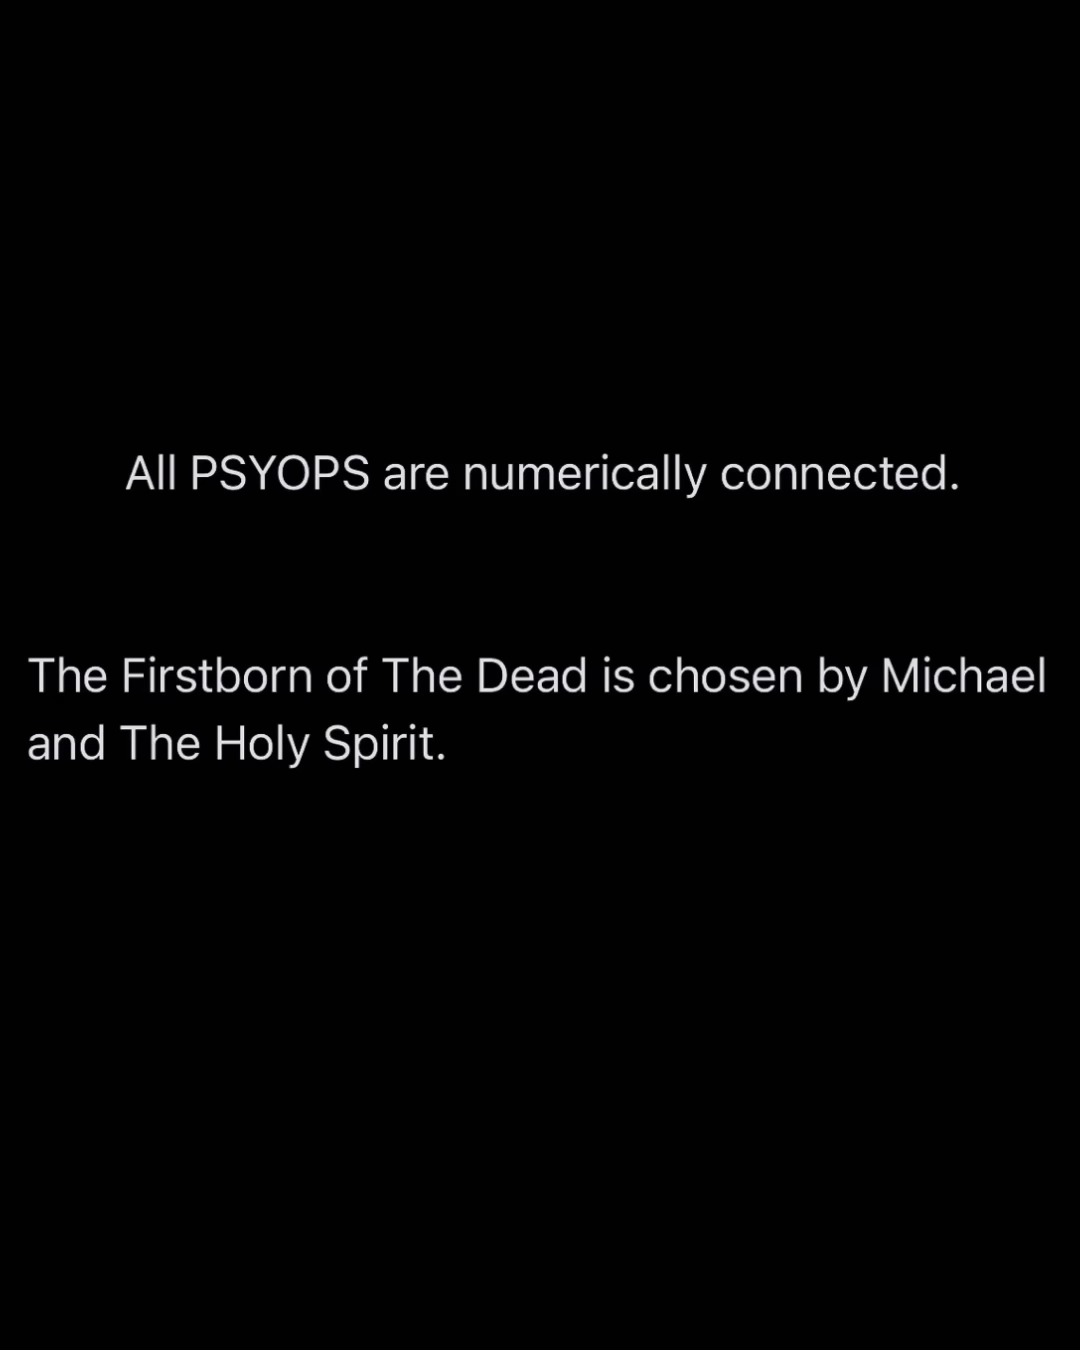 All PSYOPS are numerically connected.
The Firstborn of The Dead is chosen by Michael
and The Holy Spirit.